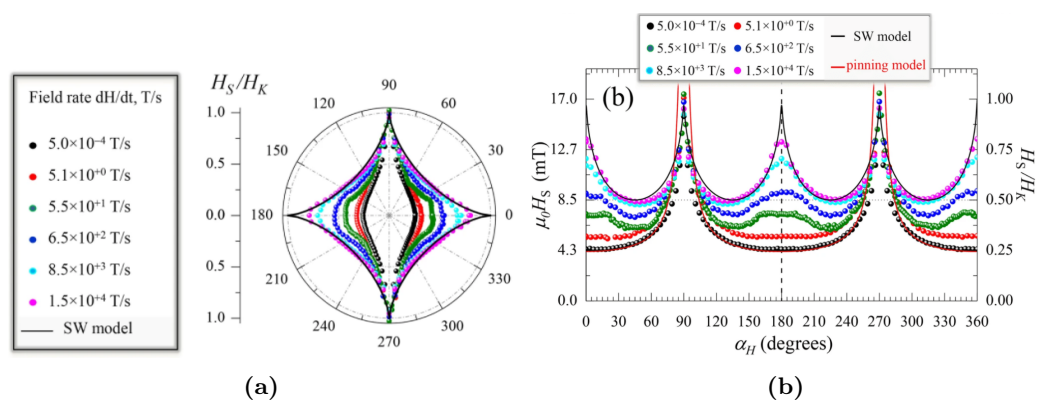 Field rate dH/dt, T/s
5.0×10⁻⁴ T/s
5.1×10⁺⁰ T/s
5.5×10⁺¹ T/s
6.5×10⁺² T/s
8.5×10⁺³ T/s
1.5×10⁺⁴ T/s
SW model
H_S/H_K
1.0
0.5
0.0
0.5
1.0
90
120 60
150 30
180 0
210 330
240 300
270
(a)
5.0×10⁻⁴ T/s 5.1×10⁺⁰ T/s SW model
5.5×10⁺¹ T/s 6.5×10⁺² T/s
8.5×10⁺³ T/s 1.5×10⁺⁴ T/s pinning model
(b)
17.0 1.00
12.7 0.75
8.5 0.50
4.3 0.25
0.0 0.00
μ₀H_S (mT)
H_S/H_K
0 30 60 90 120 150 180 210 240 270 300 330 360
α_H (degrees)
(b)